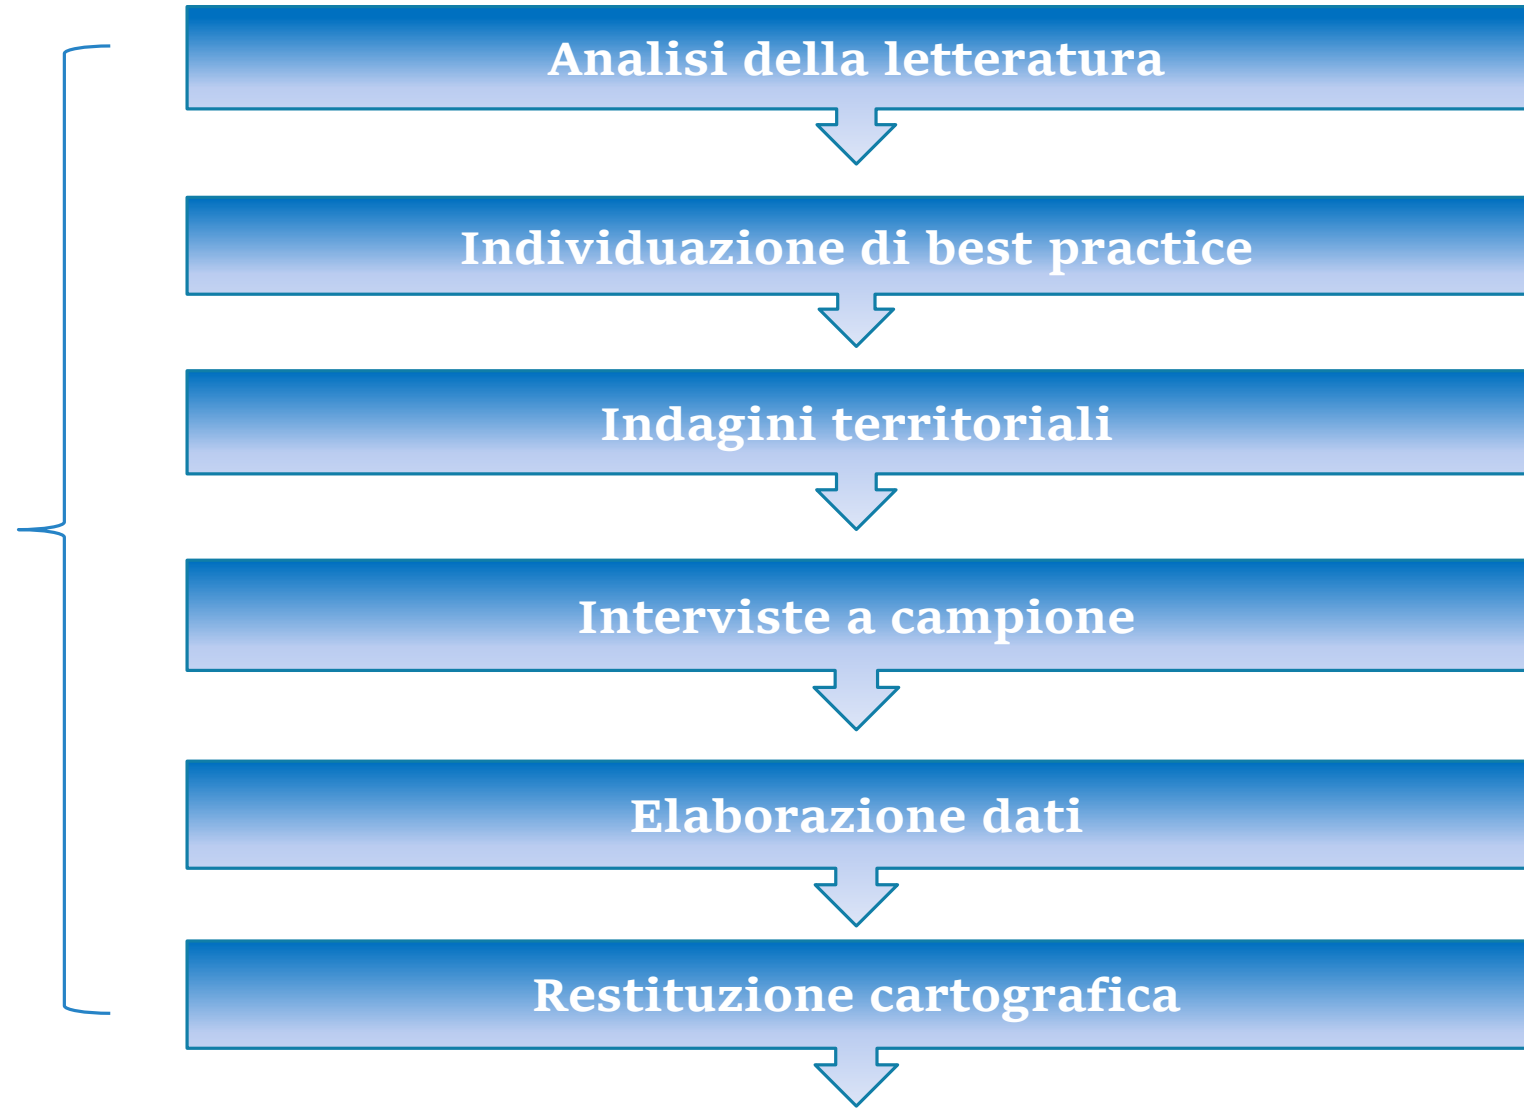 Analisi della letteratura
Individuazione di best practice
Indagini territoriali
Interviste a campione
Elaborazione dati
Restituzione cartografica